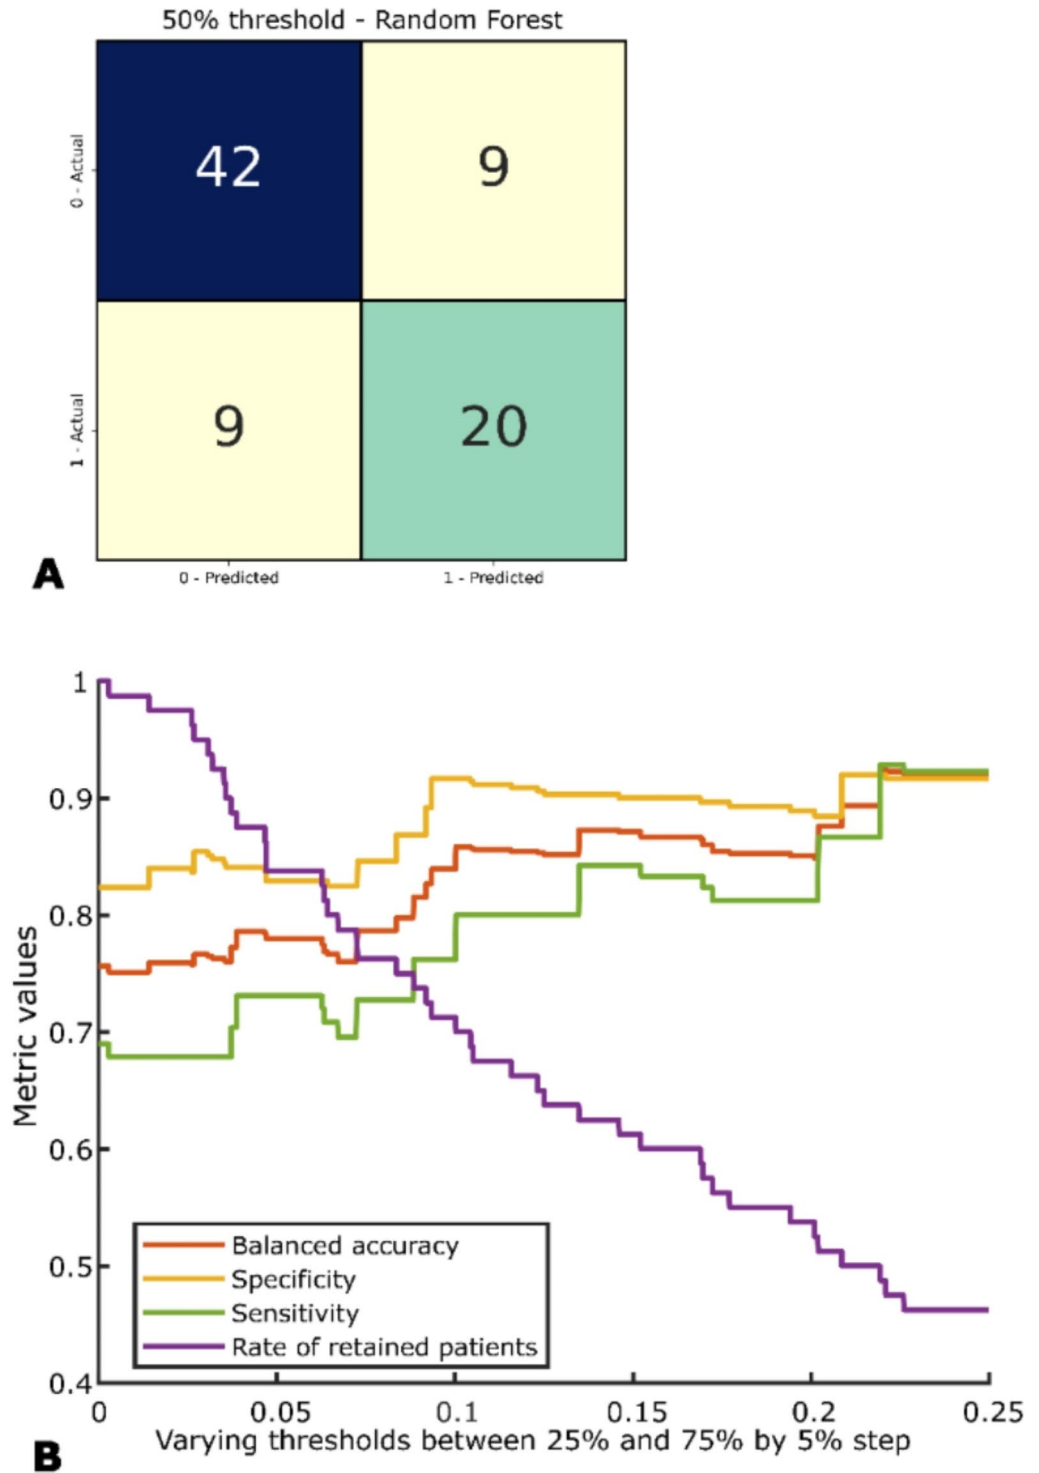 50% threshold - Random Forest
0 - Actual
42
9
1 - Actual
9
20
A
0 - Predicted
1 - Predicted
Metric values
1
0.9
0.8
0.7
0.6
0.5
0.4
Balanced accuracy
Specificity
Sensitivity
Rate of retained patients
0
0.05
0.1
0.15
0.2
0.25
Varying thresholds between 25% and 75% by 5% step
B